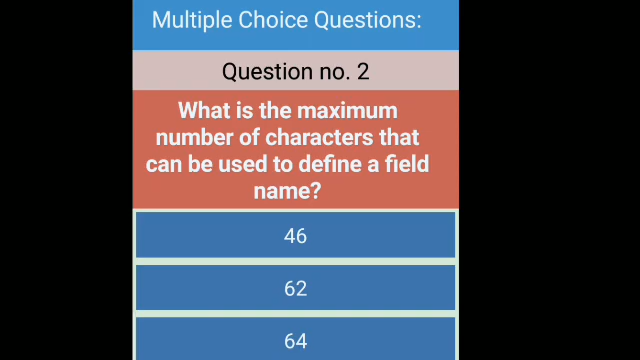 Multiple Choice Questions:
Question no. 2
What is the maximum
number of characters that
can be used to define a field
name?
46
62
64